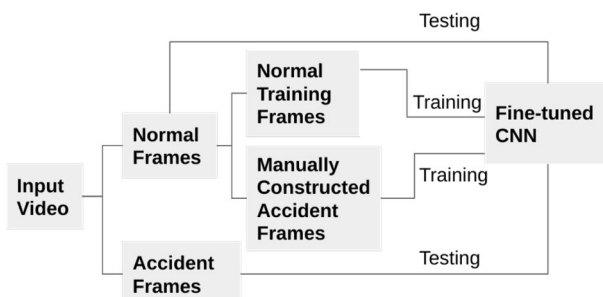 Testing
Normal
Training
Frames
Training
Fine-tuned
CNN
Normal
Frames
Manually
Constructed
Accident
Frames
Training
Input
Video
Accident
Frames
Testing